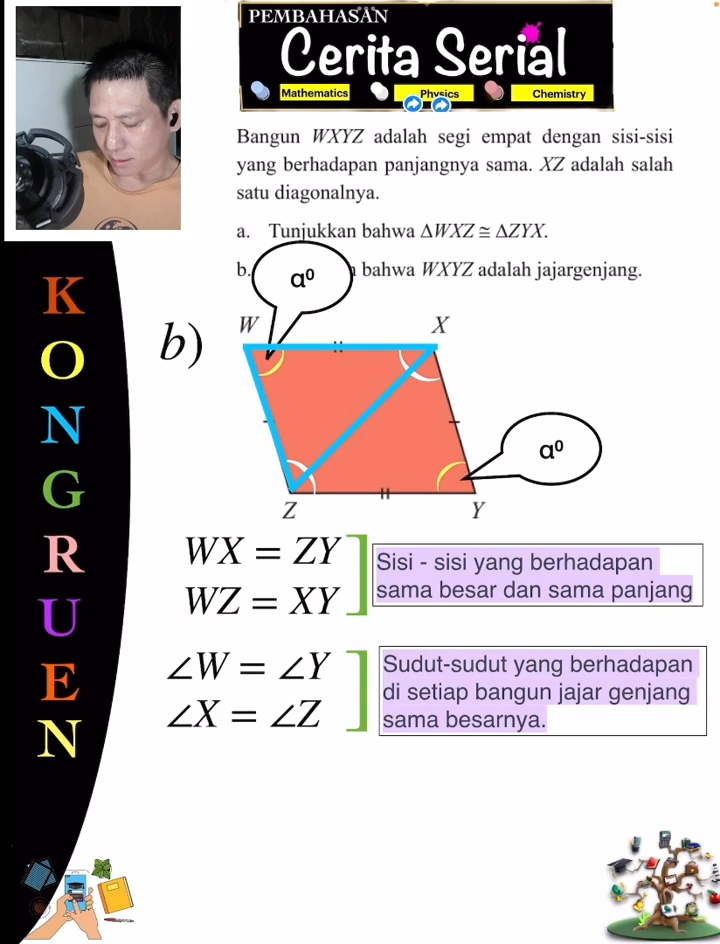 PEMBAHASAN
Cerita Serial
Mathematics Physics Chemistry
Bangun WXYZ adalah segi empat dengan sisi-sisi
yang berhadapan panjangnya sama. XZ adalah salah
satu diagonalnya.
a. Tunjukkan bahwa ΔWXZ ≅ ΔZYX.
b. bahwa WXYZ adalah jajargenjang.
α⁰
KONGRUEN
b)
W X
α⁰
Z Y
WX = ZY
WZ = XY
Sisi - sisi yang berhadapan
sama besar dan sama panjang
∠W = ∠Y
∠X = ∠Z
Sudut-sudut yang berhadapan
di setiap bangun jajar genjang
sama besarnya.